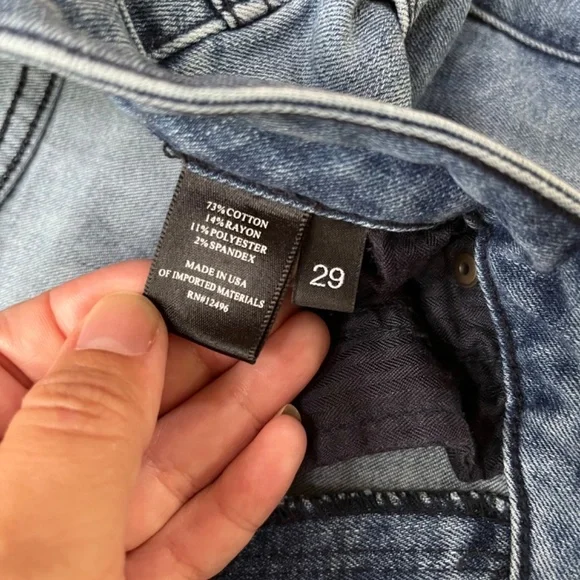 73%COTTON
14%RAYON
11%POLYESTER
2%SPANDEX
MADE IN USA
OF IMPORTED MATERIALS
RN#12496
29